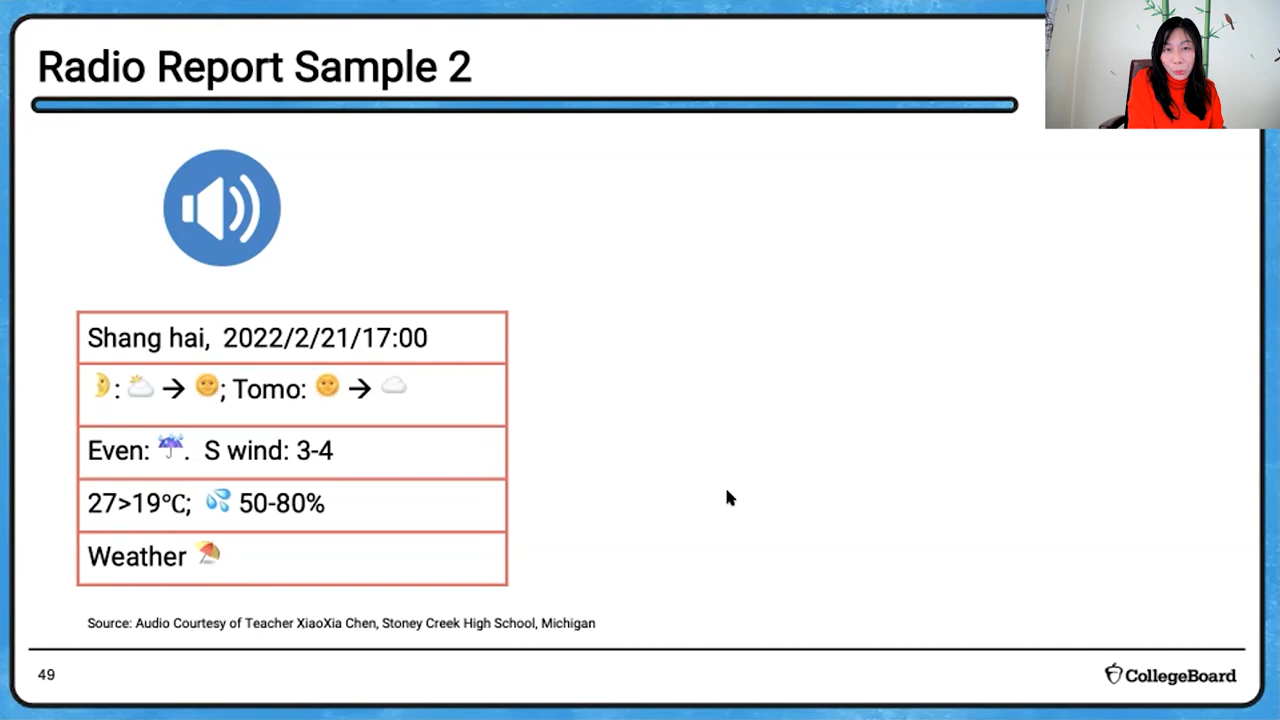 Radio Report Sample 2
Shang hai, 2022/2/21/17:00
🌛: 🌥️ → 🌞; Tomo: 🌞 → ☁️
Even: ☔. S wind: 3-4
27>19℃; 💦 50-80%
Weather ⛱️
Source: Audio Courtesy of Teacher XiaoXia Chen, Stoney Creek High School, Michigan
49
CollegeBoard